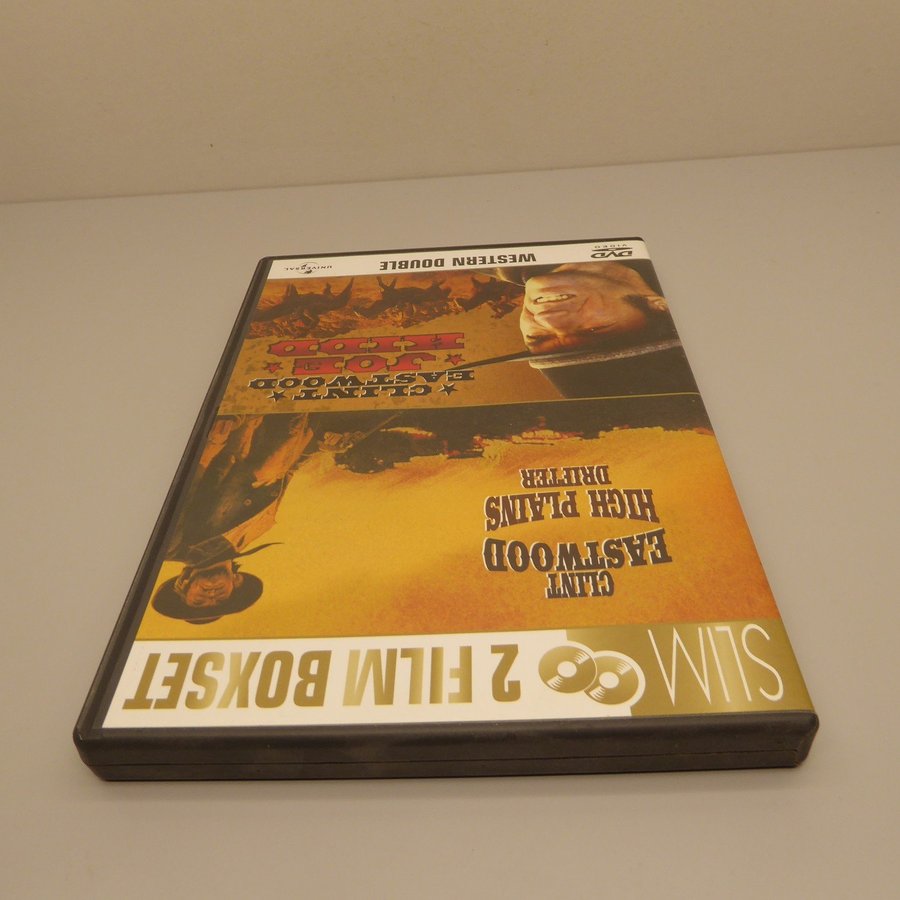 SLIM 2 FILM BOXSET
CLINT
EASTWOOD
HIGH PLAINS
DRIFTER
CLINT
EASTWOOD
JOE
KIDD
DVD
VIDEO
WESTERN DOUBLE
UNIVERSAL